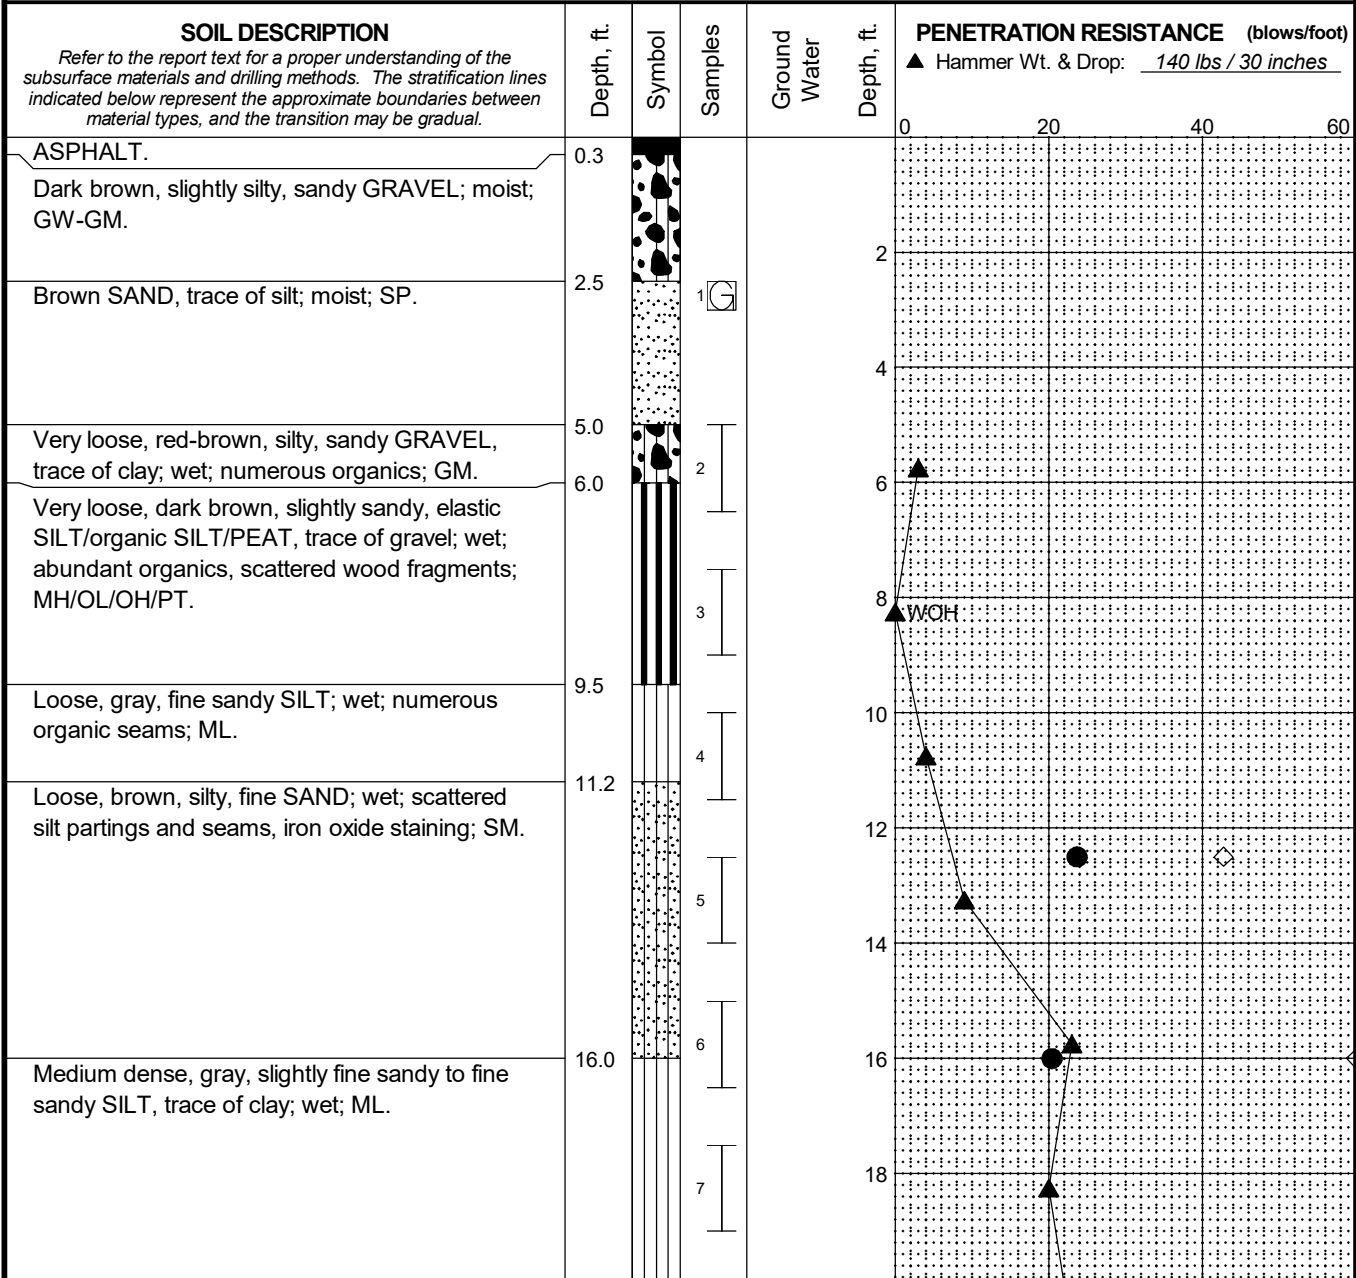 SOIL DESCRIPTION
Refer to the report text for a proper understanding of the
subsurface materials and drilling methods. The stratification lines
indicated below represent the approximate boundaries between
material types, and the transition may be gradual.
Depth, ft.
Symbol
Samples
Ground
Water
Depth, ft.
PENETRATION RESISTANCE (blows/foot)
▲ Hammer Wt. & Drop: 140 lbs / 30 inches
0 20 40 60
ASPHALT.
0.3
Dark brown, slightly silty, sandy GRAVEL; moist;
GW-GM.
2
2.5
Brown SAND, trace of silt; moist; SP.
1 G
4
5.0
Very loose, red-brown, silty, sandy GRAVEL,
trace of clay; wet; numerous organics; GM.
2
6.0
6
Very loose, dark brown, slightly sandy, elastic
SILT/organic SILT/PEAT, trace of gravel; wet;
abundant organics, scattered wood fragments;
MH/OL/OH/PT.
8
3
WOH
9.5
Loose, gray, fine sandy SILT; wet; numerous
organic seams; ML.
10
4
11.2
Loose, brown, silty, fine SAND; wet; scattered
silt partings and seams, iron oxide staining; SM.
12
5
14
6
16.0
16
Medium dense, gray, slightly fine sandy to fine
sandy SILT, trace of clay; wet; ML.
18
7